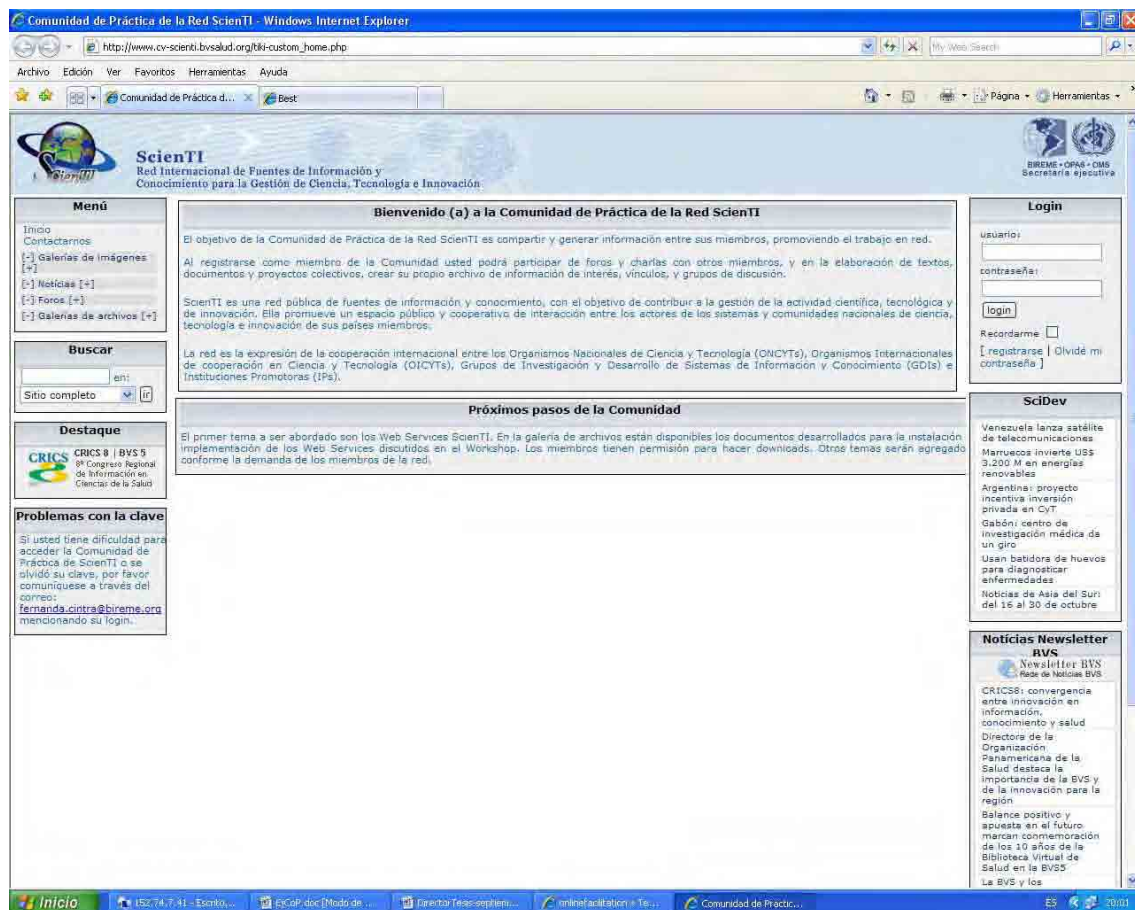 Comunidad de Práctica de la Red ScienTI - Windows Internet Explorer
http://www.cv-scienti.bvsalud.org/tiki-custom_home.php
My Web Search
Archivo Edición Ver Favoritos Herramientas Ayuda
Comunidad de Práctica d...
Best
Página
Herramientas
ScienTI
Red Internacional de Fuentes de Información y
Conocimiento para la Gestión de Ciencia, Tecnología e Innovación
BIREME • OPAS • OMS
Secretaría ejecutiva
Menú
Inicio
Contactarnos
[-] Galerías de imágenes
[+]
[-] Noticias [+]
[-] Foros [+]
[-] Galerías de archivos [+]
Buscar
en:
Sitio completo
ir
Destaque
CRICS
CRICS 8 | BVS 5
8º Congreso Regional
de Información en
Ciencias de la Salud
Problemas con la clave
Si usted tiene dificuldad para
acceder la Comunidad de
Práctica de ScienTI o se
olvidó su clave, por favor
comuníquese a través del
correo:
fernanda.cintra@bireme.org
mencionando su login.
Bienvenido (a) a la Comunidad de Práctica de la Red ScienTI
El objetivo de la Comunidad de Práctica de la Red ScienTI es compartir y generar información entre sus miembros, promoviendo el trabajo en red.
Al registrarse como miembro de la Comunidad usted podrá participar de foros y charlas con otros miembros, y en la elaboración de textos,
documentos y proyectos colectivos, crear su propio archivo de información de interés, vínculos, y grupos de discusión.
ScienTI es una red pública de fuentes de información y conocimiento, con el objetivo de contribuir a la gestión de la actividad científica, tecnológica y
de innovación. Ella promueve un espacio público y cooperativo de interacción entre los actores de los sistemas y comunidades nacionales de ciencia,
tecnología e innovación de sus países miembros.
La red es la expresión de la cooperación internacional entre los Organismos Nacionales de Ciencia y Tecnología (ONCYTs), Organismos Internacionales
de cooperación en Ciencia y Tecnología (OICYTs), Grupos de Investigación y Desarrollo de Sistemas de Información y Conocimiento (GDIs) e
Instituciones Promotoras (IPs).
Próximos pasos de la Comunidad
El primer tema a ser abordado son los Web Services ScienTI. En la galería de archivos están disponibles los documentos desarrollados para la instalación
implementación de los Web Services discutidos en el Workshop. Los miembros tienen permisión para hacer downloads. Otros temas serán agregado
conforme la demanda de los miembros de la red.
Login
usuario:
contraseña:
login
Recordarme
[ registrarse | Olvidé mi
contraseña ]
SciDev
Venezuela lanza satélite
de telecomunicaciones
Marruecos invierte US$
3.200 M en energías
renovables
Argentina: proyecto
incentiva inversión
privada en CyT
Gabón: centro de
investigación médica da
un giro
Usan batidora de huevos
para diagnosticar
enfermedades
Noticias de Asia del Sur:
del 16 al 30 de octubre
Notícias Newsletter
BVS
Newsletter BVS
Rede de Noticias BVS
CRICS8: convergencia
entre innovación en
información,
conocimiento y salud
Directora de la
Organización
Panamericana de la
Salud destaca la
importancia de la BVS y
de la innovación para la
región
Balance positivo y
apuesta en el futuro
marcan conmemoración
de los 10 años de la
Biblioteca Virtual de
Salud en la BVS5
La BVS y los
Inicio
152.74.7.41 - Escrito...
EjCoP.doc [Modo de ...
onlinefacilitation » Te...
Comunidad de Práctic...
ES
20:01